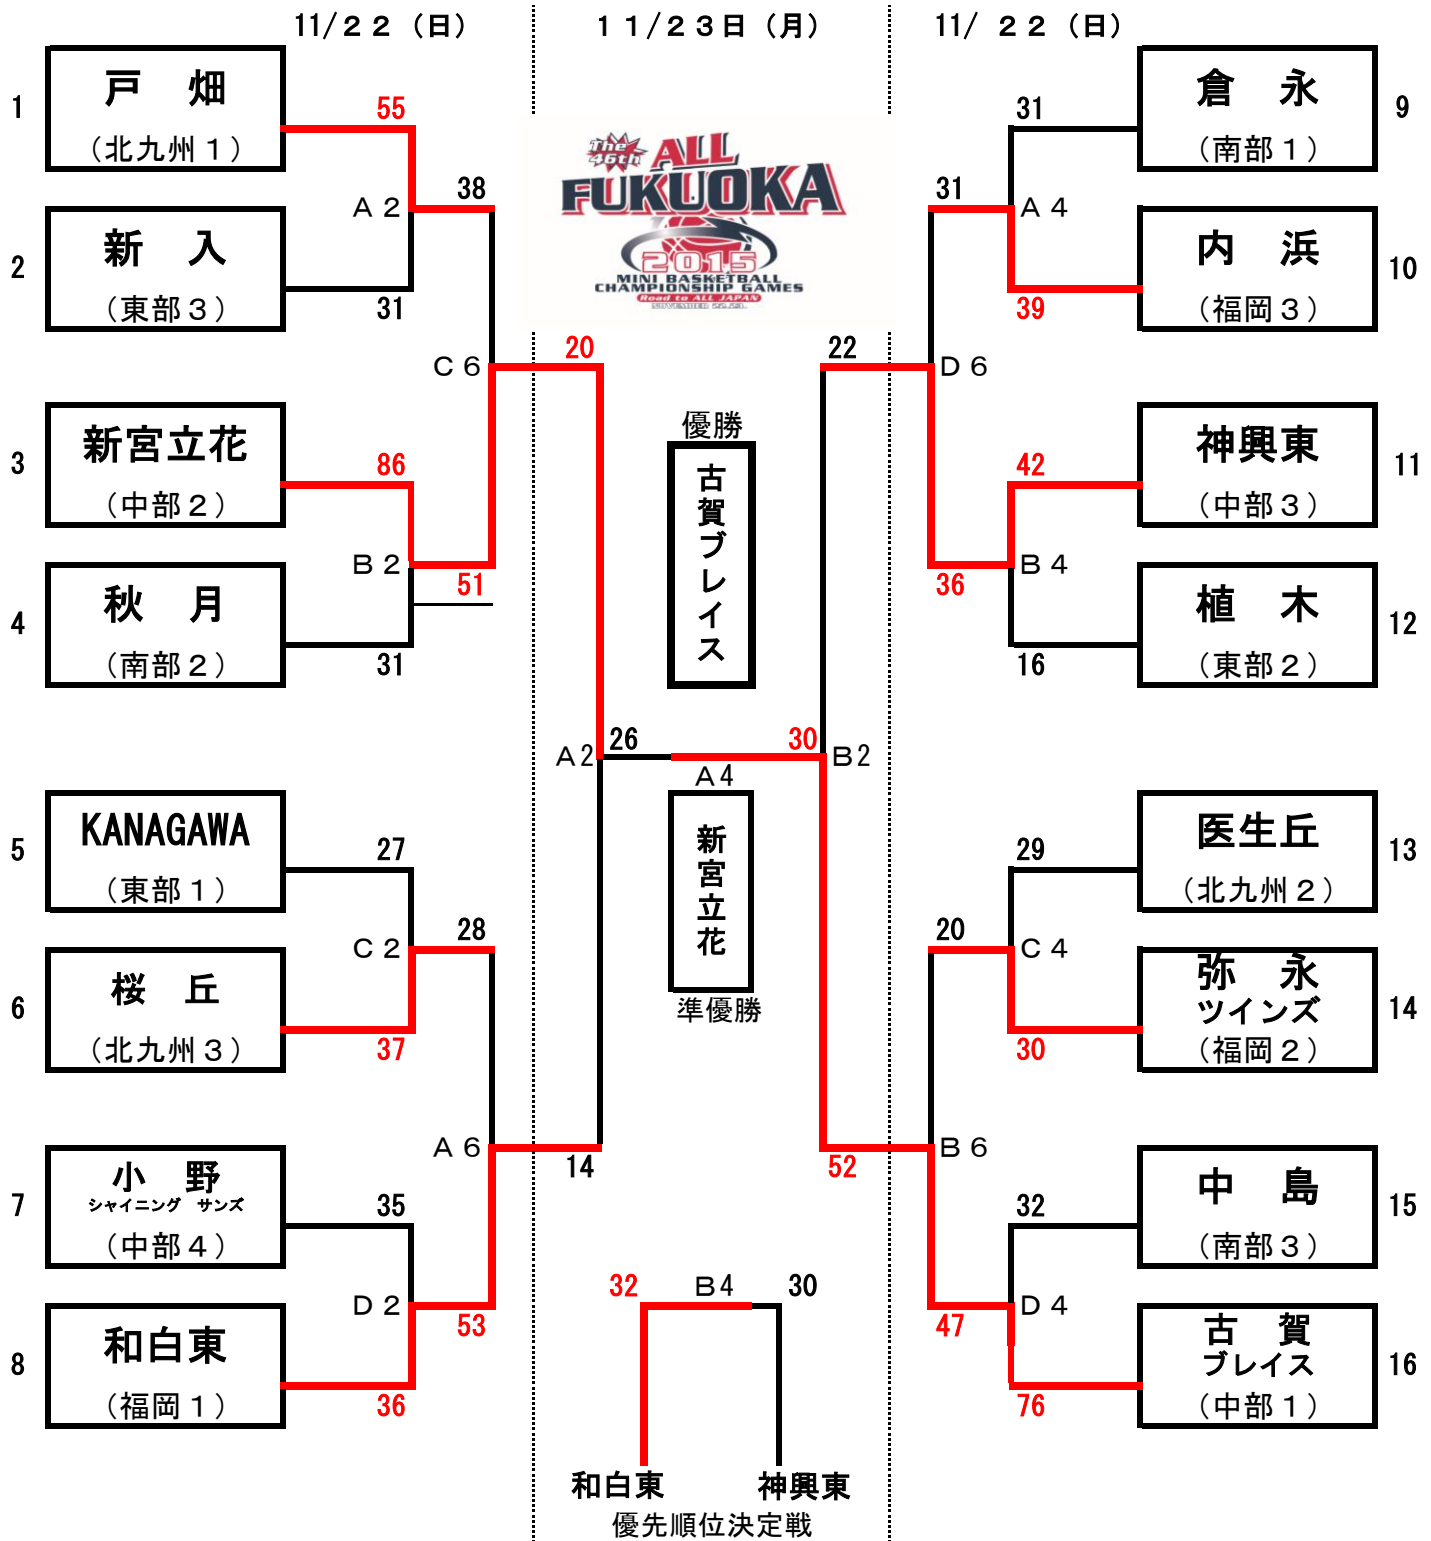 11/２２（日）
１１/２３日（月）
11/ ２２（日）
1
戸　畑
（北九州１）
55
Ａ２
38
2
新　入
（東部３）
31
Ｃ６
3
新宮立花
（中部２）
86
Ｂ２
51
4
秋　月
（南部２）
31
5
KANAGAWA
（東部１）
27
Ｃ２
28
6
桜　丘
（北九州３）
37
Ａ６
7
小　野
シャイニング　サンズ
（中部４）
35
Ｄ２
53
8
和白東
（福岡１）
36
The 46th
ALL
FUKUOKA
2015
MINI BASKETBALL
CHAMPIONSHIP GAMES
Road to ALL JAPAN
NOVEMBER 22.23.
20
22
優勝
古賀ブレイス
Ａ2
26
30
Ｂ2
Ａ4
新宮立花
準優勝
14
52
32
Ｂ4
30
和白東
神興東
優先順位決定戦
9
倉　永
（南部１）
31
31
Ａ４
10
内　浜
（福岡３）
39
Ｄ６
11
神興東
（中部３）
42
36
Ｂ４
12
植　木
（東部２）
16
13
医生丘
（北九州２）
29
20
Ｃ４
14
弥　永
ツインズ
（福岡２）
30
Ｂ６
15
中　島
（南部３）
32
47
Ｄ４
16
古　賀
ブレイス
（中部１）
76